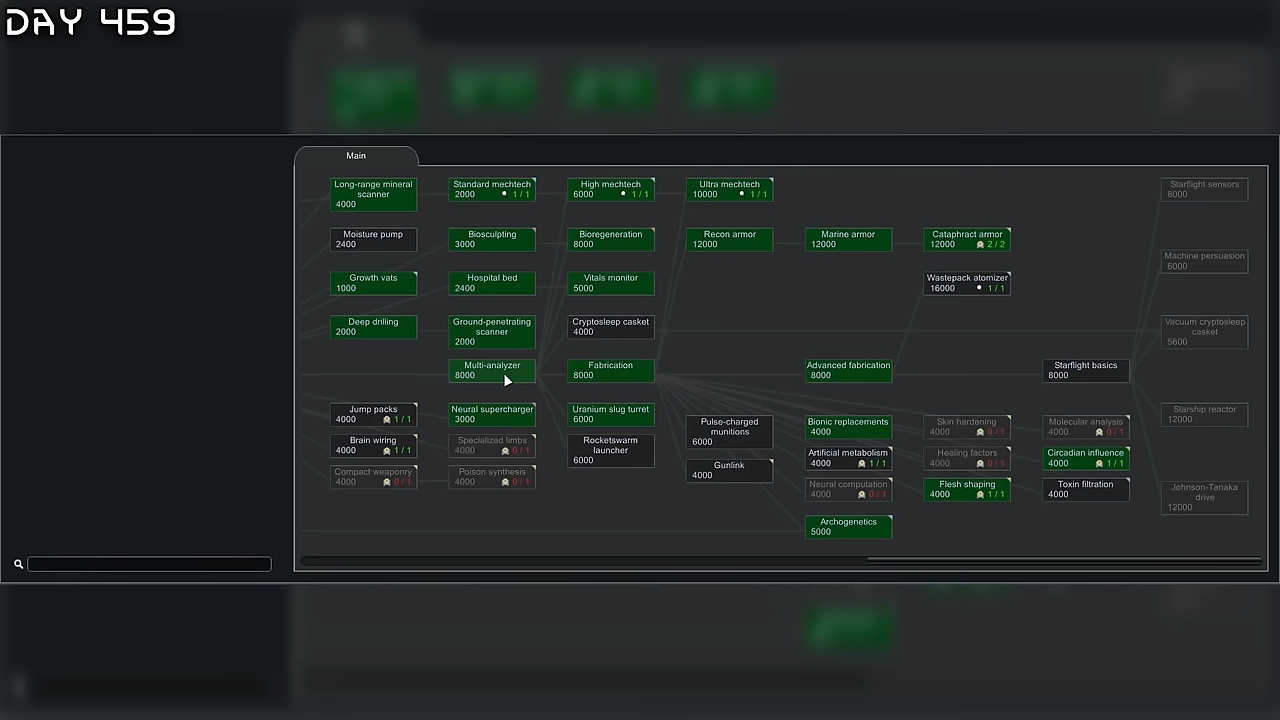 DAY 459
Main
Long-range mineral
scanner
4000
Standard mechtech
2000 1 / 1
High mechtech
6000 1 / 1
Ultra mechtech
10000 1 / 1
Starflight sensors
8000
Moisture pump
2400
Biosculpting
3000
Bioregeneration
8000
Recon armor
12000
Marine armor
12000
Cataphract armor
12000 2 / 2
Machine persuasion
6000
Growth vats
1000
Hospital bed
2400
Vitals monitor
5000
Wastepack atomizer
16000 1 / 1
Deep drilling
2000
Ground-penetrating
scanner
2000
Cryptosleep casket
4000
Vacuum cryptosleep
casket
5600
Multi-analyzer
8000
Fabrication
8000
Advanced fabrication
8000
Starflight basics
8000
Jump packs
4000 1 / 1
Neural supercharger
3000
Uranium slug turret
6000
Pulse-charged
munitions
6000
Bionic replacements
4000
Skin hardening
4000 0 / 1
Molecular analysis
4000 0 / 1
Starship reactor
12000
Brain wiring
4000 1 / 1
Specialized limbs
4000 0 / 1
Rocketswarm
launcher
6000
Gunlink
4000
Artificial metabolism
4000 1 / 1
Healing factors
4000 0 / 1
Circadian influence
4000 1 / 1
Compact weaponry
4000 0 / 1
Poison synthesis
4000 0 / 1
Neural computation
4000 0 / 1
Flesh shaping
4000 1 / 1
Toxin filtration
4000
Johnson-Tanaka
drive
12000
Archogenetics
5000